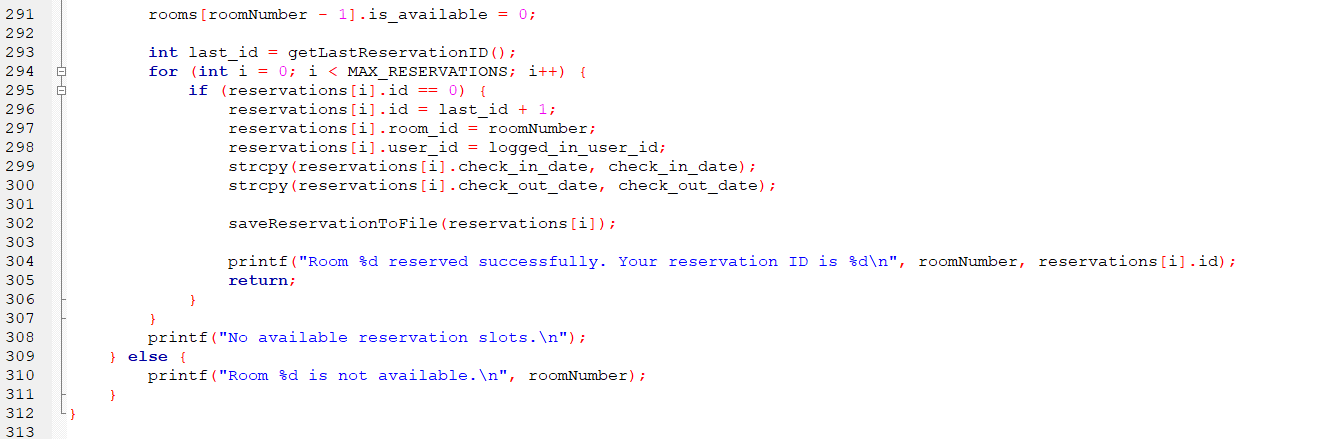 291 rooms[roomNumber - 1].is_available = 0;
292
293 int last_id = getLastReservationID();
294 for (int i = 0; i < MAX_RESERVATIONS; i++) {
295 if (reservations[i].id == 0) {
296 reservations[i].id = last_id + 1;
297 reservations[i].room_id = roomNumber;
298 reservations[i].user_id = logged_in_user_id;
299 strcpy(reservations[i].check_in_date, check_in_date);
300 strcpy(reservations[i].check_out_date, check_out_date);
301
302 saveReservationToFile(reservations[i]);
303
304 printf("Room %d reserved successfully. Your reservation ID is %d\n", roomNumber, reservations[i].id);
305 return;
306 }
307 }
308 printf("No available reservation slots.\n");
309 } else {
310 printf("Room %d is not available.\n", roomNumber);
311 }
312 }
313